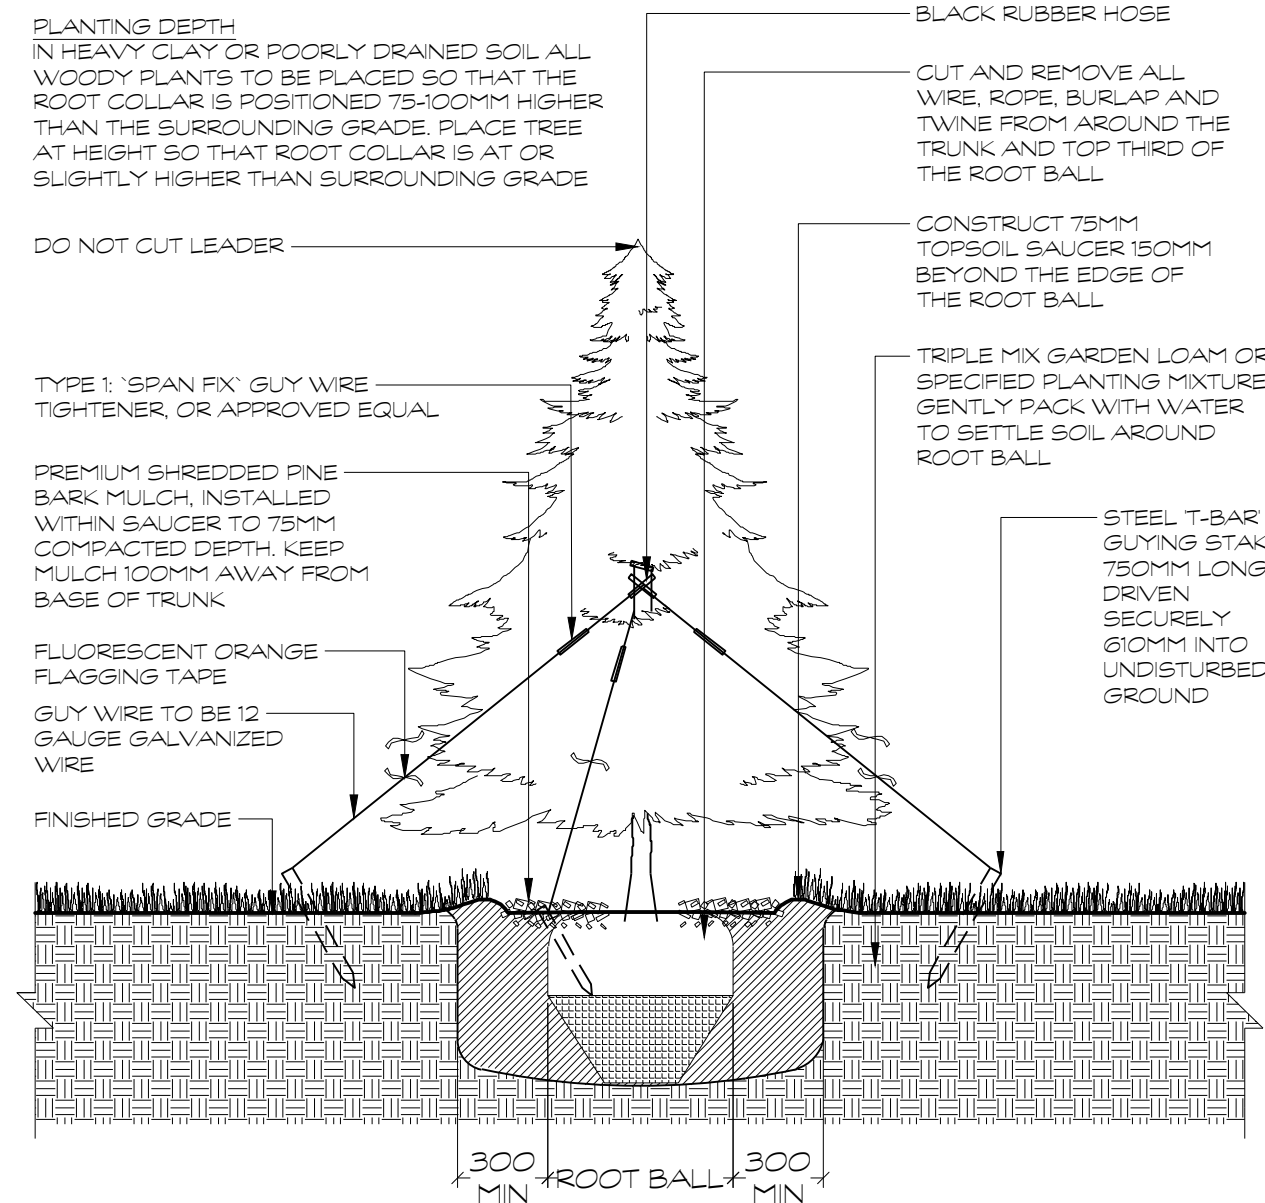 PLANTING DEPTH
IN HEAVY CLAY OR POORLY DRAINED SOIL ALL
WOODY PLANTS TO BE PLACED SO THAT THE
ROOT COLLAR IS POSITIONED 75-100MM HIGHER
THAN THE SURROUNDING GRADE. PLACE TREE
AT HEIGHT SO THAT ROOT COLLAR IS AT OR
SLIGHTLY HIGHER THAN SURROUNDING GRADE
DO NOT CUT LEADER
TYPE 1: `SPAN FIX` GUY WIRE
TIGHTENER, OR APPROVED EQUAL
PREMIUM SHREDDED PINE
BARK MULCH, INSTALLED
WITHIN SAUCER TO 75MM
COMPACTED DEPTH. KEEP
MULCH 100MM AWAY FROM
BASE OF TRUNK
FLUORESCENT ORANGE
FLAGGING TAPE
GUY WIRE TO BE 12
GAUGE GALVANIZED
WIRE
FINISHED GRADE
BLACK RUBBER HOSE
CUT AND REMOVE ALL
WIRE, ROPE, BURLAP AND
TWINE FROM AROUND THE
TRUNK AND TOP THIRD OF
THE ROOT BALL
CONSTRUCT 75MM
TOPSOIL SAUCER 150MM
BEYOND THE EDGE OF
THE ROOT BALL
TRIPLE MIX GARDEN LOAM OR
SPECIFIED PLANTING MIXTURE
GENTLY PACK WITH WATER
TO SETTLE SOIL AROUND
ROOT BALL
STEEL 'T-BAR'
GUYING STAK
750MM LONG
DRIVEN
SECURELY
610MM INTO
UNDISTURBED
GROUND
300
MIN
ROOT BALL
300
MIN